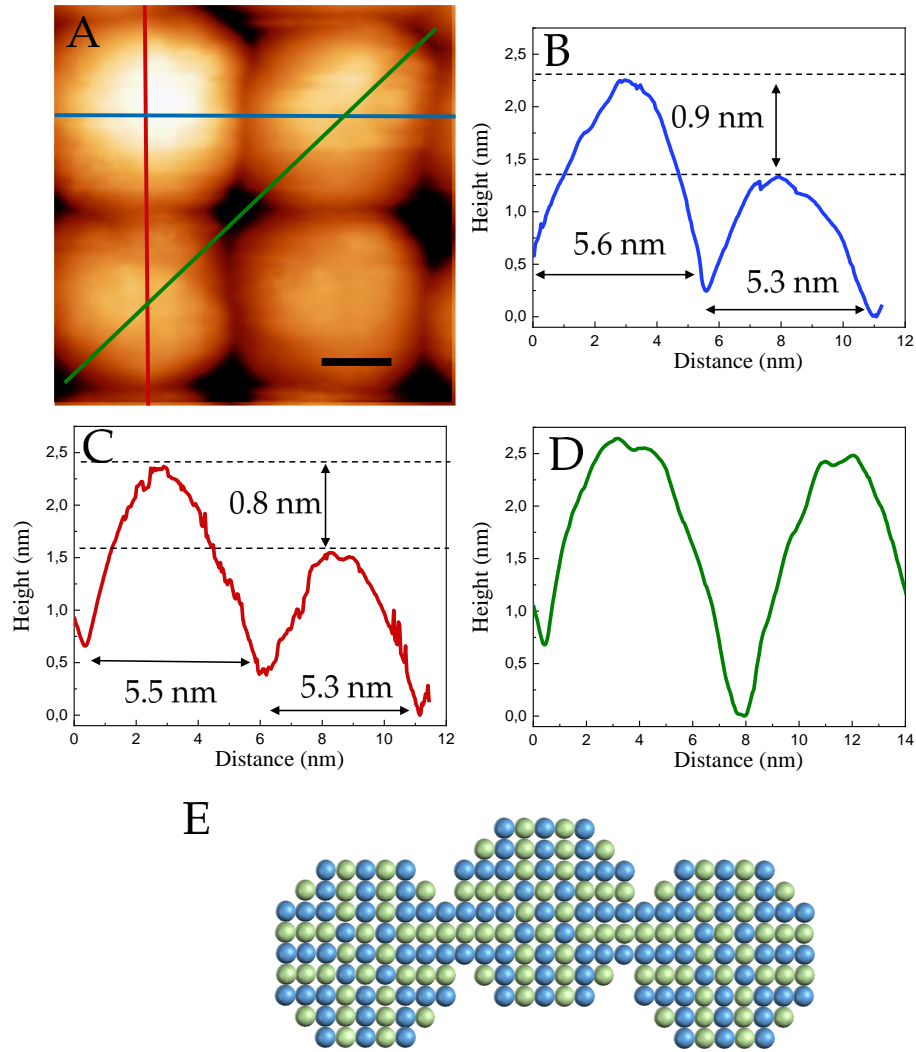 A
B
2,5
2,0
1,5
1,0
0,5
0,0
Height (nm)
0.9 nm
5.6 nm
5.3 nm
0 2 4 6 8 10 12
Distance (nm)
C
2,5
2,0
1,5
1,0
0,5
0,0
Height (nm)
0.8 nm
5.5 nm
5.3 nm
0 2 4 6 8 10 12
Distance (nm)
D
2,5
2,0
1,5
1,0
0,5
0,0
Height (nm)
0 2 4 6 8 10 12 14
Distance (nm)
E